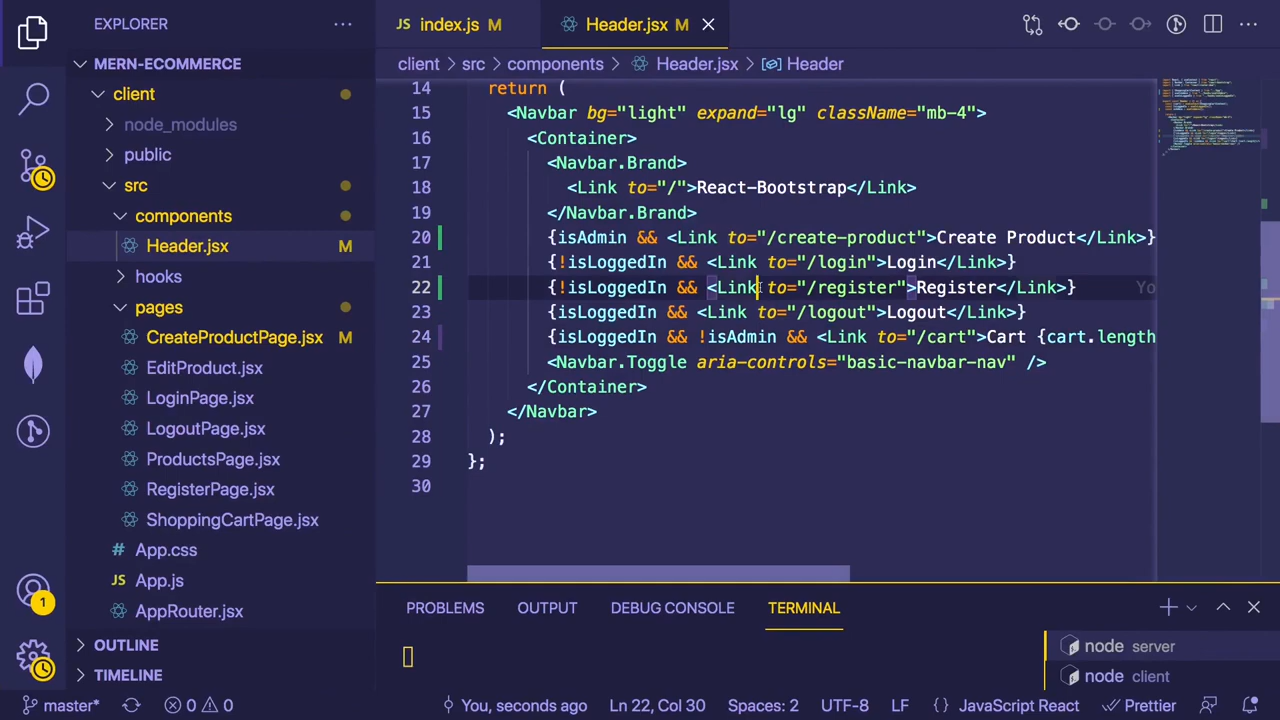 EXPLORER
MERN-ECOMMERCE
client
node_modules
public
src
components
Header.jsx M
hooks
pages
CreateProductPage.jsx M
EditProduct.jsx
LoginPage.jsx
LogoutPage.jsx
ProductsPage.jsx
RegisterPage.jsx
ShoppingCartPage.jsx
App.css
JS App.js
AppRouter.jsx
OUTLINE
TIMELINE
JS index.js M
Header.jsx M
client > src > components > Header.jsx > Header
14 return (
15 <Navbar bg="light" expand="lg" className="mb-4">
16 <Container>
17 <Navbar.Brand>
18 <Link to="/">React-Bootstrap</Link>
19 </Navbar.Brand>
20 {isAdmin && <Link to="/create-product">Create Product</Link>}
21 {!isLoggedIn && <Link to="/login">Login</Link>}
22 {!isLoggedIn && <Link to="/register">Register</Link>} Yo
23 {isLoggedIn && <Link to="/logout">Logout</Link>}
24 {isLoggedIn && !isAdmin && <Link to="/cart">Cart {cart.length
25 <Navbar.Toggle aria-controls="basic-navbar-nav" />
26 </Container>
27 </Navbar>
28 );
29 };
30
PROBLEMS OUTPUT DEBUG CONSOLE TERMINAL
node server
node client
1
master* 0 0 You, seconds ago Ln 22, Col 30 Spaces: 2 UTF-8 LF {} JavaScript React Prettier